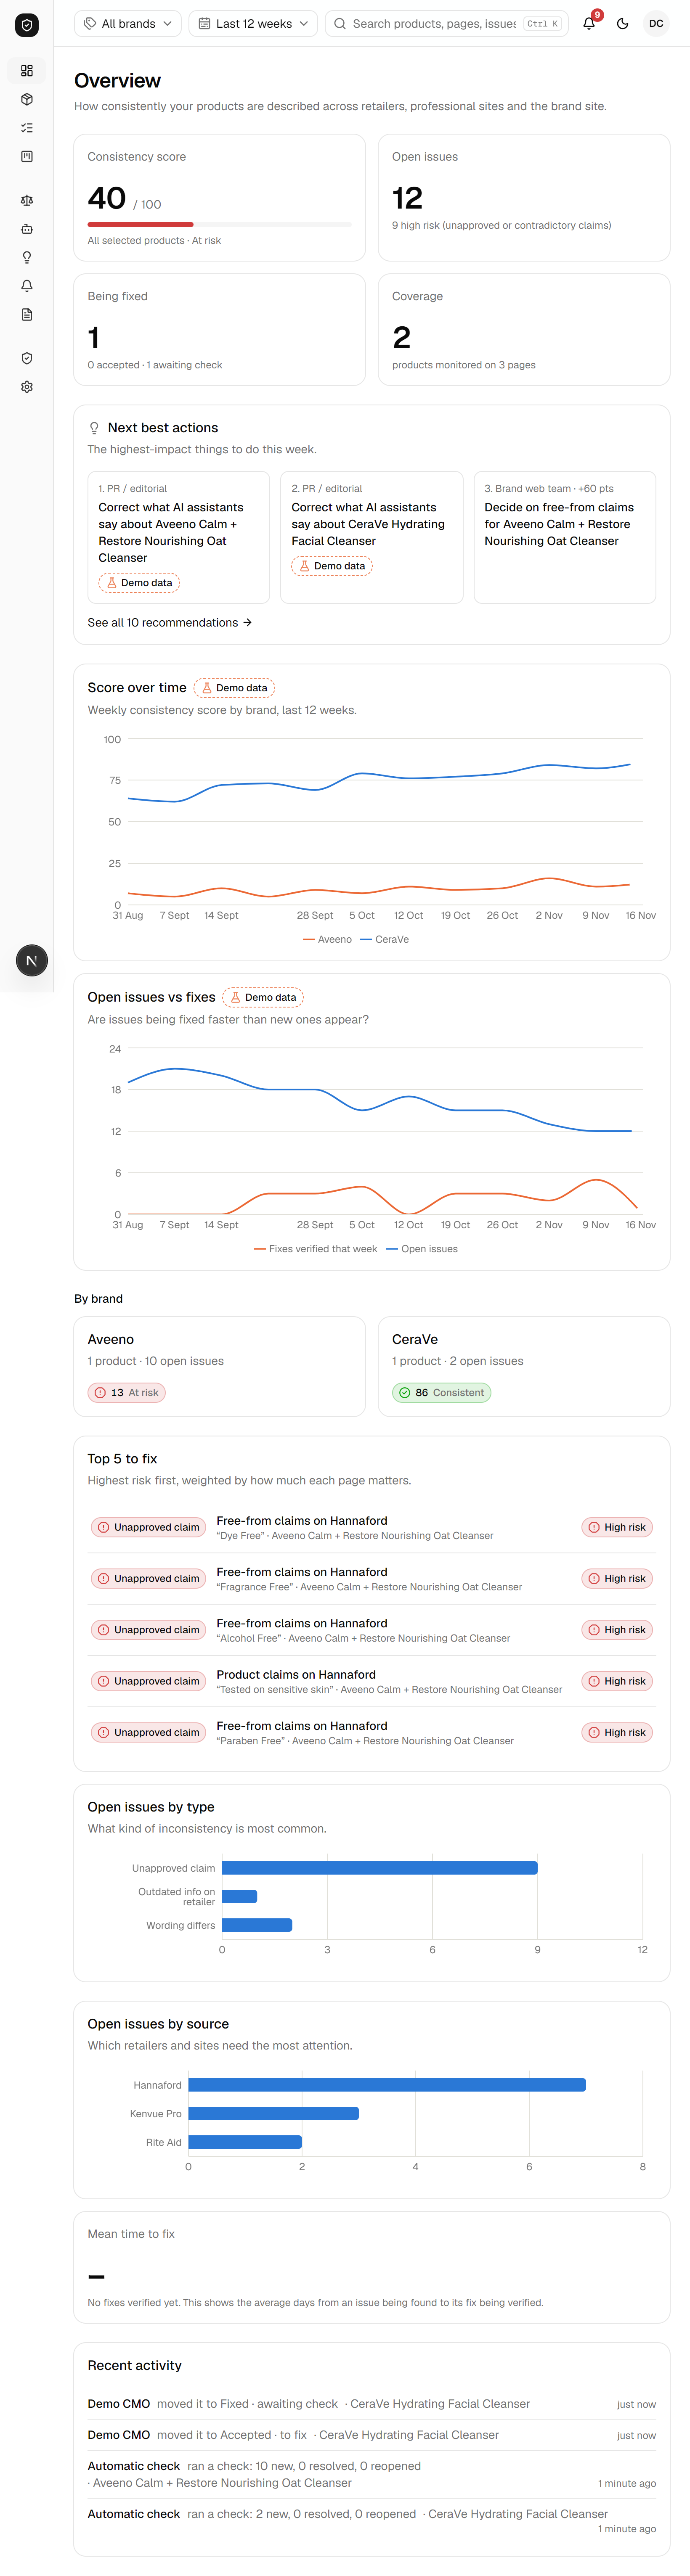 All brands
Last 12 weeks
Search products, pages, issues
Ctrl K
9
DC
Overview
How consistently your products are described across retailers, professional sites and the brand site.
Consistency score
40 / 100
All selected products · At risk
Open issues
12
9 high risk (unapproved or contradictory claims)
Being fixed
1
0 accepted · 1 awaiting check
Coverage
2
products monitored on 3 pages
Next best actions
The highest-impact things to do this week.
1. PR / editorial
Correct what AI assistants
say about Aveeno Calm +
Restore Nourishing Oat
Cleanser
Demo data
2. PR / editorial
Correct what AI assistants
say about CeraVe Hydrating
Facial Cleanser
Demo data
3. Brand web team · +60 pts
Decide on free-from claims
for Aveeno Calm + Restore
Nourishing Oat Cleanser
See all 10 recommendations →
Score over time
Demo data
Weekly consistency score by brand, last 12 weeks.
100
75
50
25
0
31 Aug 7 Sept 14 Sept 28 Sept 5 Oct 12 Oct 19 Oct 26 Oct 2 Nov 9 Nov 16 Nov
Aveeno CeraVe
N
Open issues vs fixes
Demo data
Are issues being fixed faster than new ones appear?
24
18
12
6
0
31 Aug 7 Sept 14 Sept 28 Sept 5 Oct 12 Oct 19 Oct 26 Oct 2 Nov 9 Nov 16 Nov
Fixes verified that week Open issues
By brand
Aveeno
1 product · 10 open issues
13 At risk
CeraVe
1 product · 2 open issues
86 Consistent
Top 5 to fix
Highest risk first, weighted by how much each page matters.
Unapproved claim
Free-from claims on Hannaford
“Dye Free” · Aveeno Calm + Restore Nourishing Oat Cleanser
High risk
Unapproved claim
Free-from claims on Hannaford
“Fragrance Free” · Aveeno Calm + Restore Nourishing Oat Cleanser
High risk
Unapproved claim
Free-from claims on Hannaford
“Alcohol Free” · Aveeno Calm + Restore Nourishing Oat Cleanser
High risk
Unapproved claim
Product claims on Hannaford
“Tested on sensitive skin” · Aveeno Calm + Restore Nourishing Oat Cleanser
High risk
Unapproved claim
Free-from claims on Hannaford
“Paraben Free” · Aveeno Calm + Restore Nourishing Oat Cleanser
High risk
Open issues by type
What kind of inconsistency is most common.
Unapproved claim
Outdated info on
retailer
Wording differs
0 3 6 9 12
Open issues by source
Which retailers and sites need the most attention.
Hannaford
Kenvue Pro
Rite Aid
0 2 4 6 8
Mean time to fix
–
No fixes verified yet. This shows the average days from an issue being found to its fix being verified.
Recent activity
Demo CMO moved it to Fixed · awaiting check · CeraVe Hydrating Facial Cleanser
just now
Demo CMO moved it to Accepted · to fix · CeraVe Hydrating Facial Cleanser
just now
Automatic check ran a check: 10 new, 0 resolved, 0 reopened
· Aveeno Calm + Restore Nourishing Oat Cleanser
1 minute ago
Automatic check ran a check: 2 new, 0 resolved, 0 reopened · CeraVe Hydrating Facial Cleanser
1 minute ago